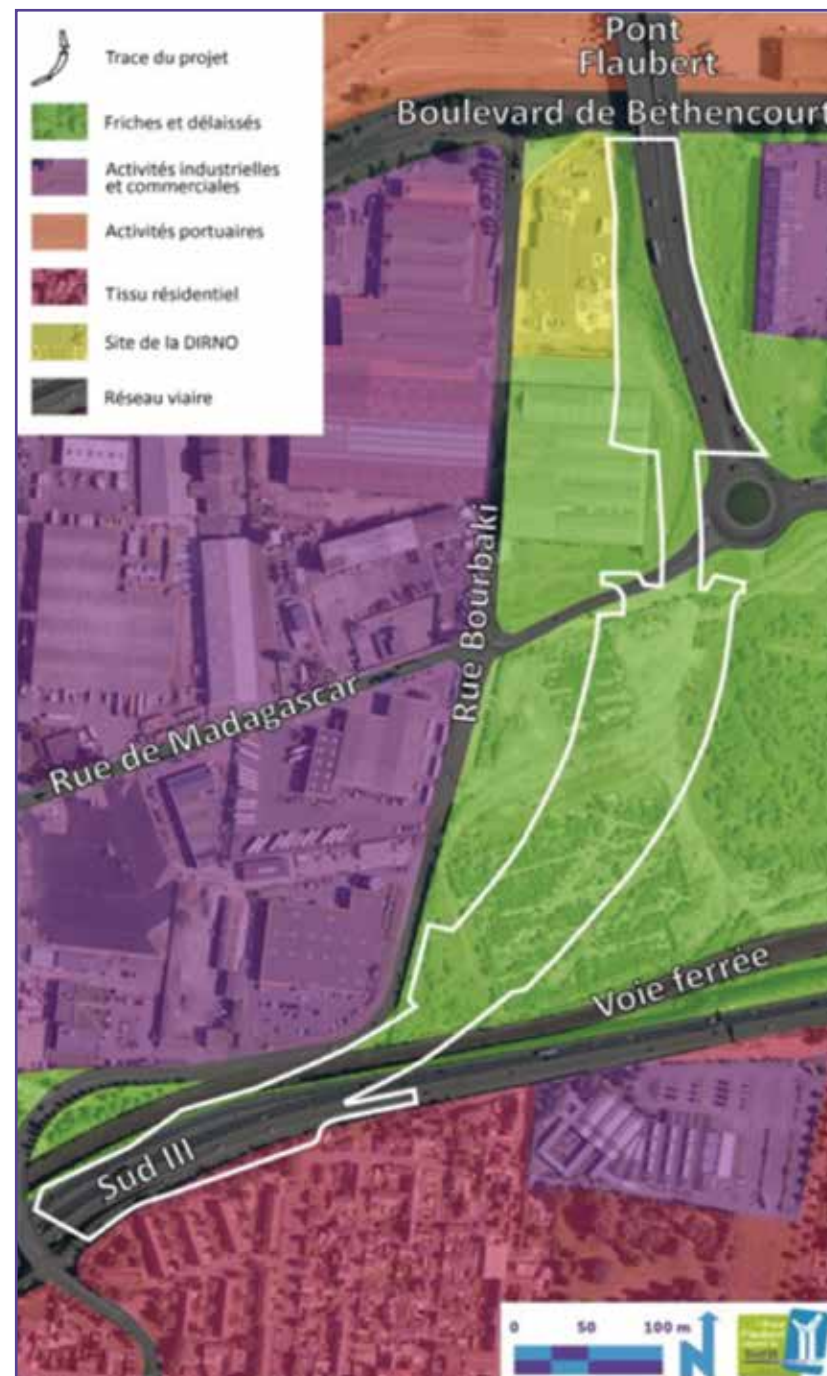 Trace du projet
Friches et délaissés
Activités industrielles
et commerciales
Activités portuaires
Tissu résidentiel
Site de la DIRNO
Réseau viaire
Pont
Flaubert
Boulevard de Bethencourt
Rue Bourbaki
Rue de Madagascar
Voie ferrée
Sud III
0 50 100 m
N